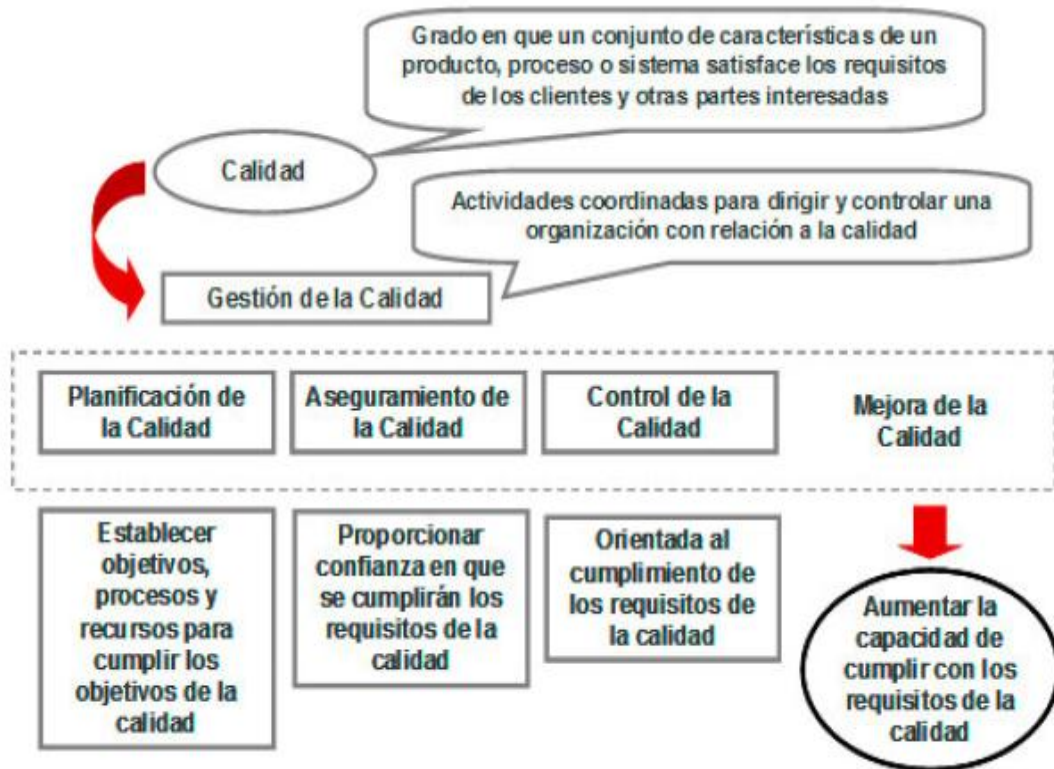 Grado en que un conjunto de características de un
producto, proceso o sistema satisface los requisitos
de los clientes y otras partes interesadas
Calidad
Actividades coordinadas para dirigir y controlar una
organización con relación a la calidad
Gestión de la Calidad
Planificación de
la Calidad
Aseguramiento de
la Calidad
Control de la
Calidad
Mejora de la
Calidad
Establecer
objetivos,
procesos y
recursos para
cumplir los
objetivos de la
calidad
Proporcionar
confianza en que
se cumplirán los
requisitos de la
calidad
Orientada al
cumplimiento de
los requisitos de
la calidad
Aumentar la
capacidad de
cumplir con los
requisitos de la
calidad